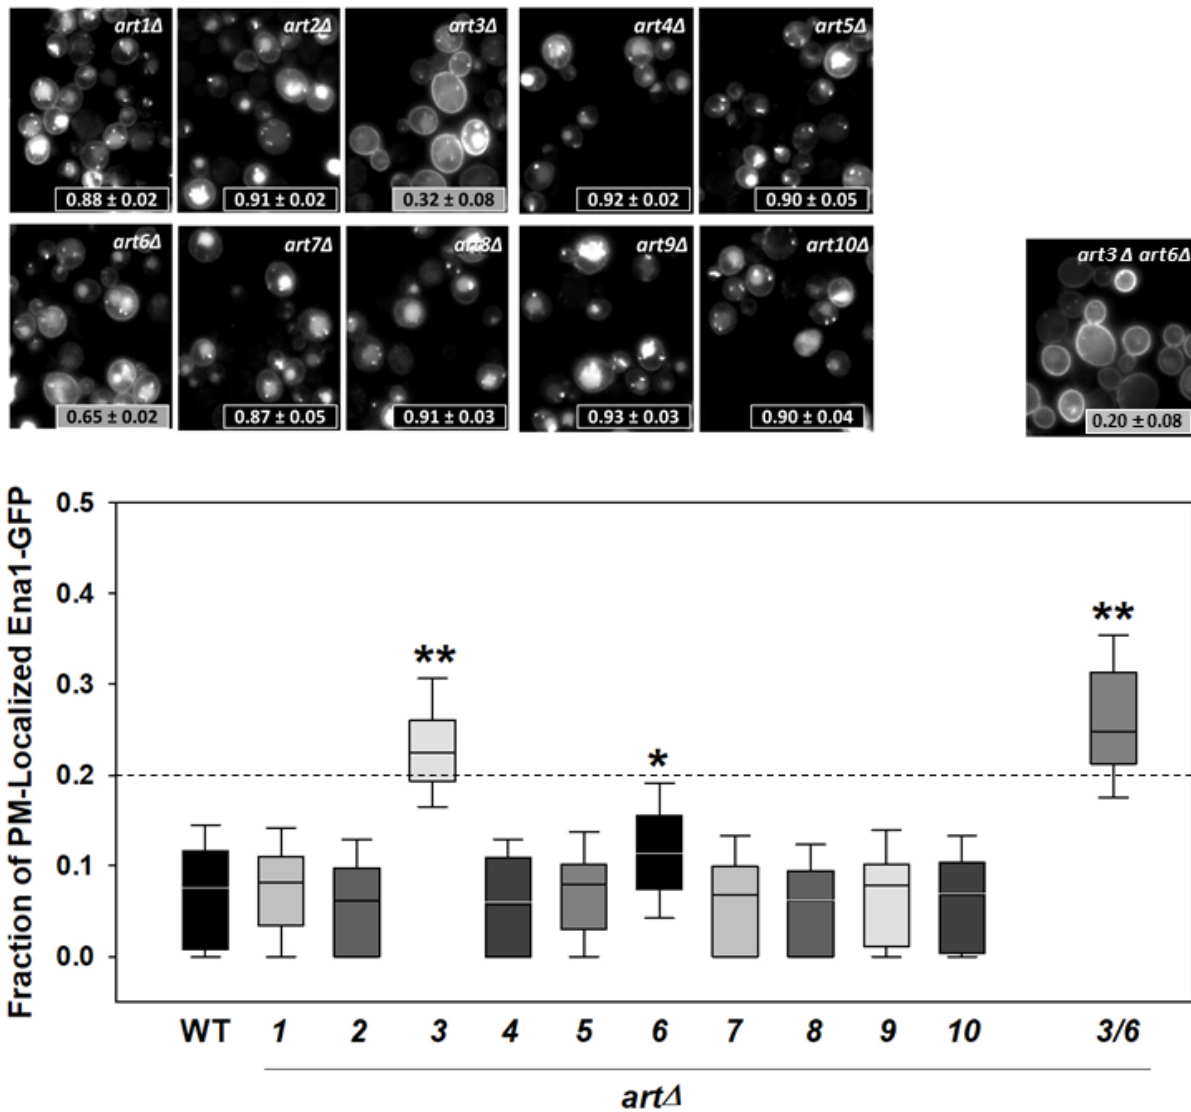 art1Δ art2Δ art3Δ art4Δ art5Δ
0.88 ± 0.02 0.91 ± 0.02 0.32 ± 0.08 0.92 ± 0.02 0.90 ± 0.05
art6Δ art7Δ art8Δ art9Δ art10Δ art3 Δ art6Δ
0.65 ± 0.02 0.87 ± 0.05 0.91 ± 0.03 0.93 ± 0.03 0.90 ± 0.04 0.20 ± 0.08
Fraction of PM-Localized Ena1-GFP
0.5
0.4
0.3
0.2
0.1
0.0
** * **
WT 1 2 3 4 5 6 7 8 9 10 3/6
artΔ